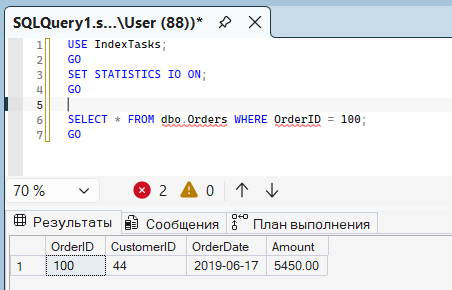 SQLQuery1.s...\User (88))*
1 USE IndexTasks;
2 GO
3 SET STATISTICS IO ON;
4 GO
5
6 SELECT * FROM dbo.Orders WHERE OrderID = 100;
7 GO
70 % 2 0
Результаты Сообщения План выполнения
OrderID CustomerID OrderDate Amount
1 100 44 2019-06-17 5450.00